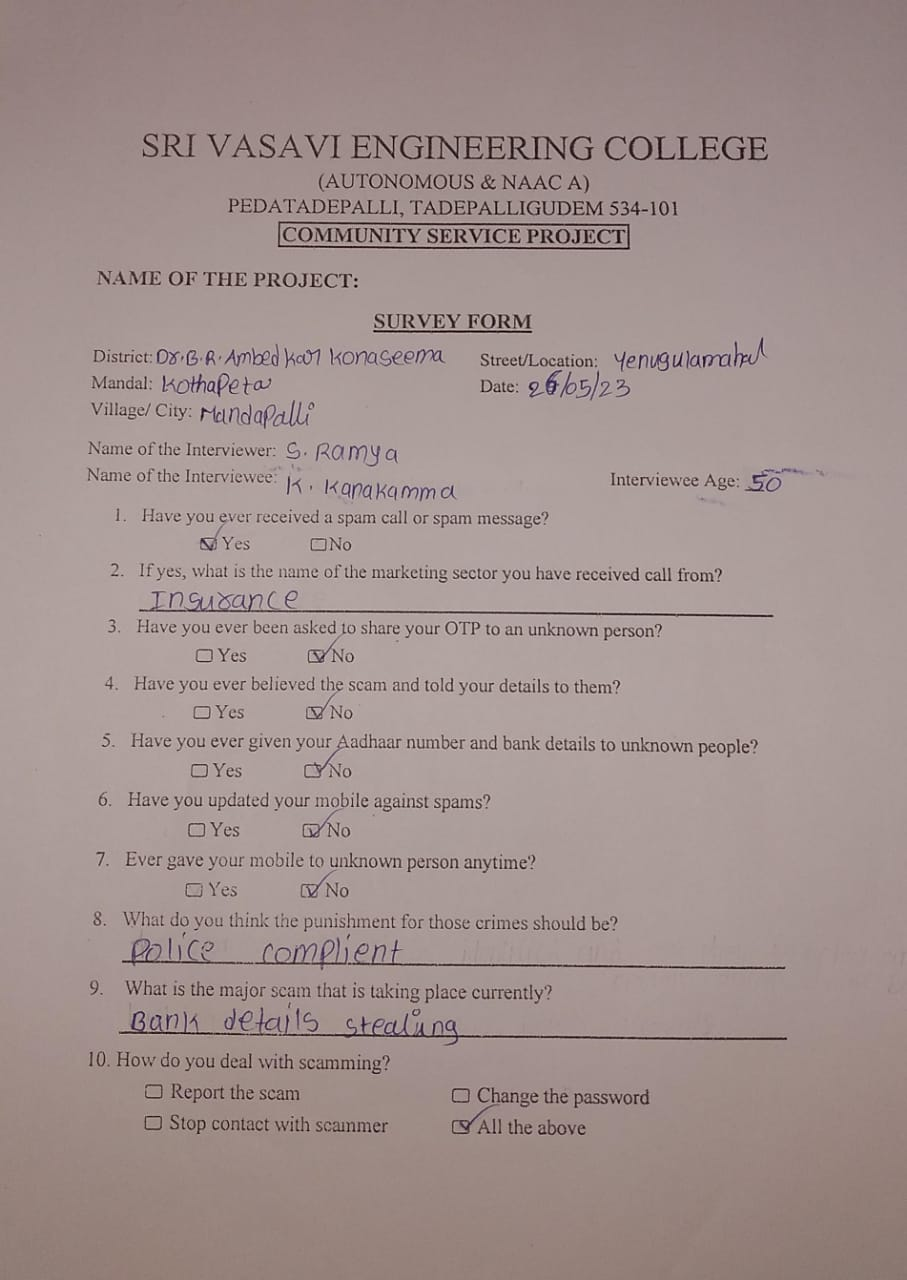 SRI VASAVI ENGINEERING COLLEGE
(AUTONOMOUS & NAAC A)
PEDATADEPALLI, TADEPALLIGUDEM 534-101
COMMUNITY SERVICE PROJECT
NAME OF THE PROJECT:
SURVEY FORM
District: Dr.B.R.Ambedkar Konaseema Street/Location:
Mandal: Kothapeta Date: 26/05/23
Village/ City: Mandapalli
Name of the Interviewer: S. Ramya
Name of the Interviewee: K. Kanakamma Interviewee Age: 50
1. Have you ever received a spam call or spam message?
☑ Yes ☐ No
2. If yes, what is the name of the marketing sector you have received call from?
Insurance
3. Have you ever been asked to share your OTP to an unknown person?
☐ Yes ☑ No
4. Have you ever believed the scam and told your details to them?
☐ Yes ☑ No
5. Have you ever given your Aadhaar number and bank details to unknown people?
☐ Yes ☑ No
6. Have you updated your mobile against spams?
☐ Yes ☑ No
7. Ever gave your mobile to unknown person anytime?
☐ Yes ☑ No
8. What do you think the punishment for those crimes should be?
Police complient
9. What is the major scam that is taking place currently?
Bank details stealing
10. How do you deal with scamming?
☐ Report the scam ☐ Change the password
☐ Stop contact with scammer ☑ All the above